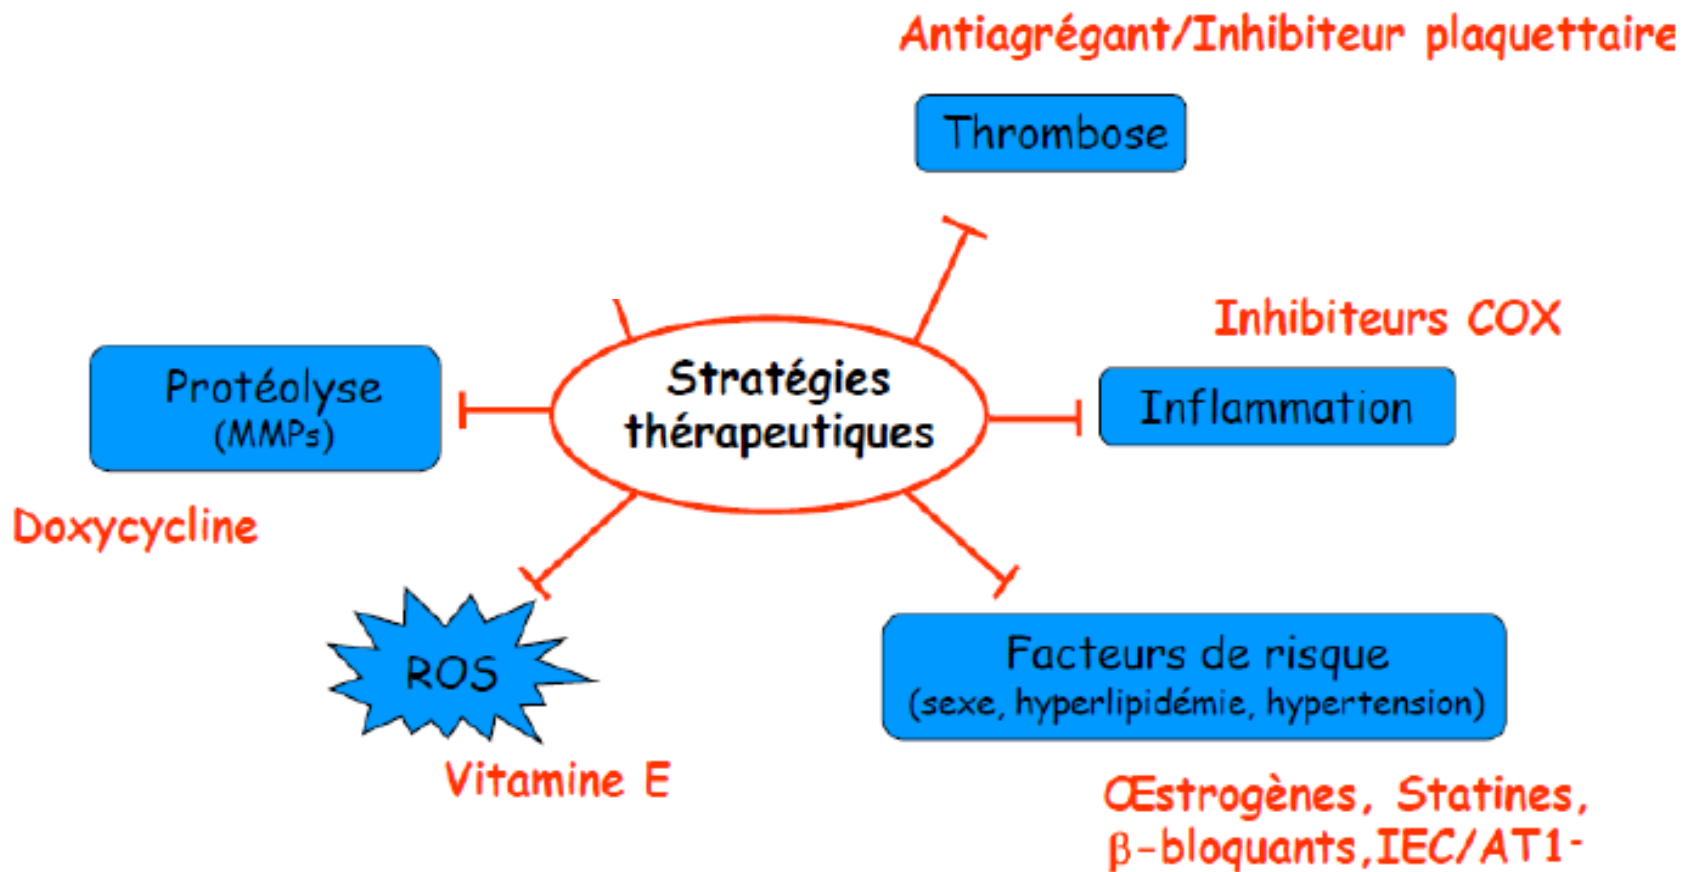 Antiagrégant/Inhibiteur plaquettaire
Thrombose
Inhibiteurs COX
Inflammation
Stratégies
thérapeutiques
Protéolyse
(MMPs)
Doxycycline
ROS
Vitamine E
Facteurs de risque
(sexe, hyperlipidémie, hypertension)
Œstrogènes, Statines,
β-bloquants,IEC/AT1-